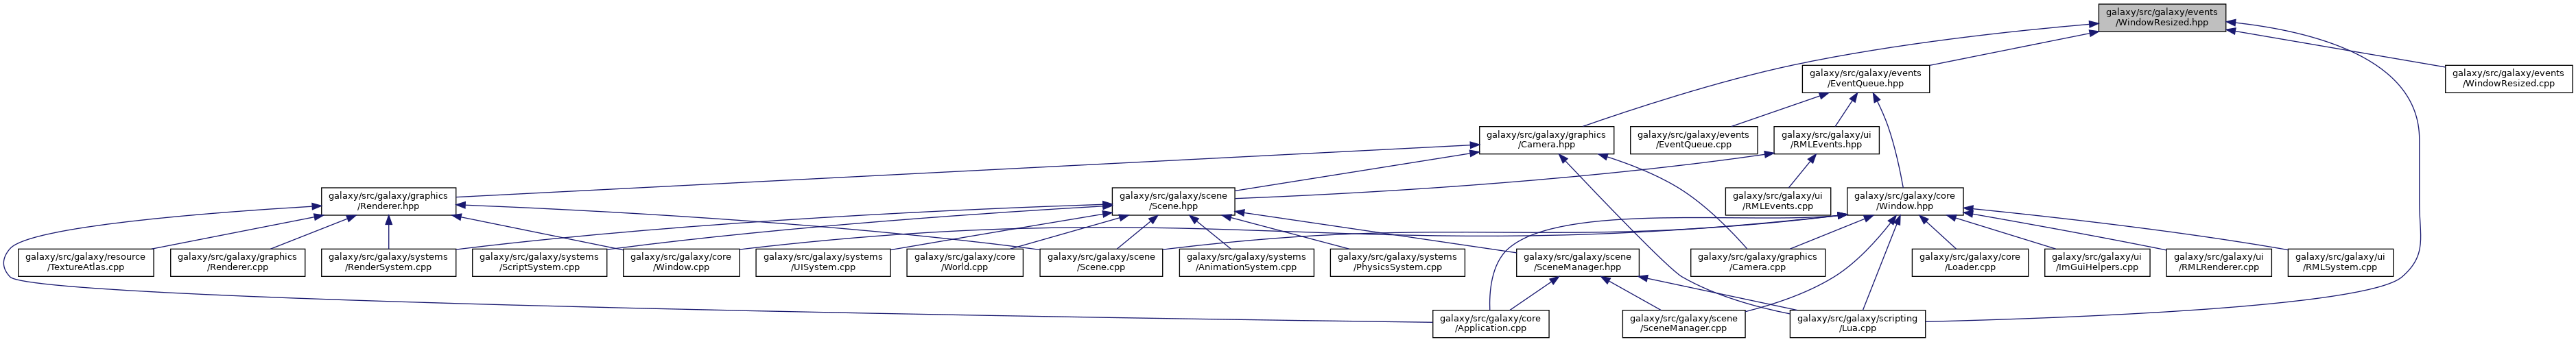 galaxy/src/galaxy/events
/WindowResized.hpp
galaxy/src/galaxy/events
/EventQueue.hpp
galaxy/src/galaxy/events
/WindowResized.cpp
galaxy/src/galaxy/graphics
/Camera.hpp
galaxy/src/galaxy/events
/EventQueue.cpp
galaxy/src/galaxy/ui
/RMLEvents.hpp
galaxy/src/galaxy/graphics
/Renderer.hpp
galaxy/src/galaxy/scene
/Scene.hpp
galaxy/src/galaxy/ui
/RMLEvents.cpp
galaxy/src/galaxy/core
/Window.hpp
galaxy/src/galaxy/resource
/TextureAtlas.cpp
galaxy/src/galaxy/graphics
/Renderer.cpp
galaxy/src/galaxy/systems
/RenderSystem.cpp
galaxy/src/galaxy/systems
/ScriptSystem.cpp
galaxy/src/galaxy/core
/Window.cpp
galaxy/src/galaxy/systems
/UISystem.cpp
galaxy/src/galaxy/core
/World.cpp
galaxy/src/galaxy/scene
/Scene.cpp
galaxy/src/galaxy/systems
/AnimationSystem.cpp
galaxy/src/galaxy/systems
/PhysicsSystem.cpp
galaxy/src/galaxy/scene
/SceneManager.hpp
galaxy/src/galaxy/graphics
/Camera.cpp
galaxy/src/galaxy/core
/Loader.cpp
galaxy/src/galaxy/ui
/ImGuiHelpers.cpp
galaxy/src/galaxy/ui
/RMLRenderer.cpp
galaxy/src/galaxy/ui
/RMLSystem.cpp
galaxy/src/galaxy/core
/Application.cpp
galaxy/src/galaxy/scene
/SceneManager.cpp
galaxy/src/galaxy/scripting
/Lua.cpp